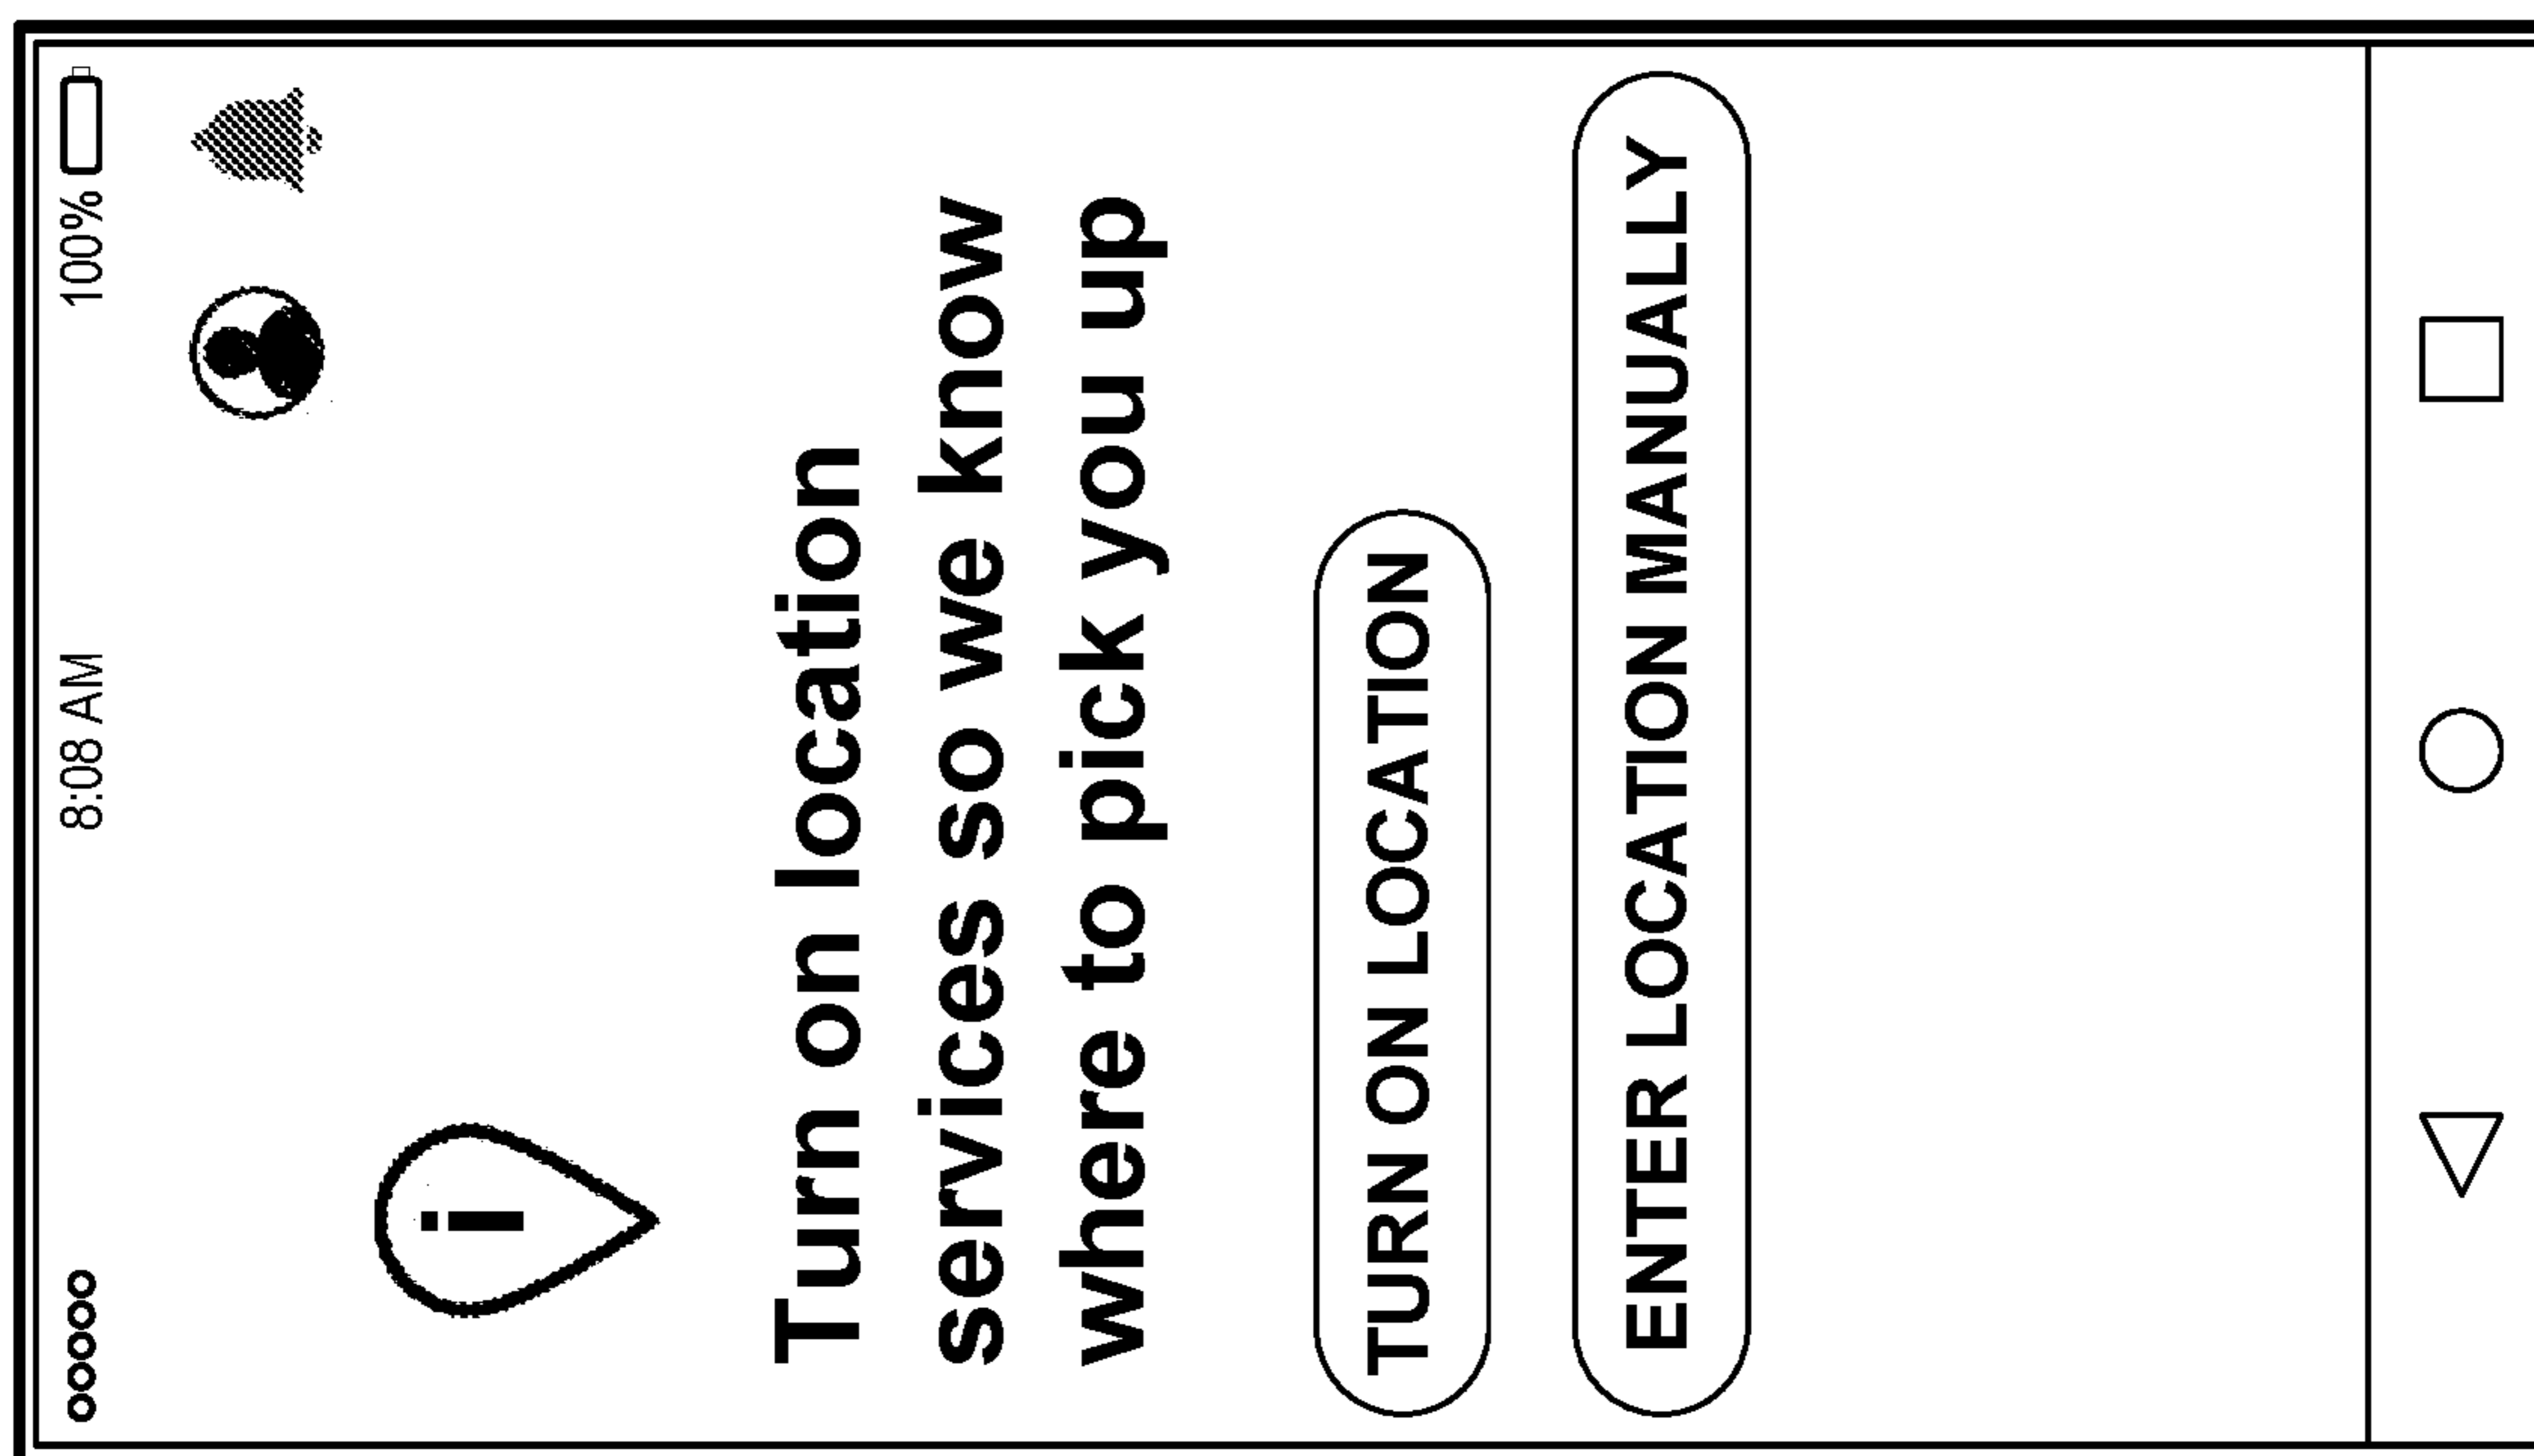 8:08 AM
100%
i
Turn on location
services so we know
where to pick you up
TURN ON LOCATION
ENTER LOCATION MANUALLY